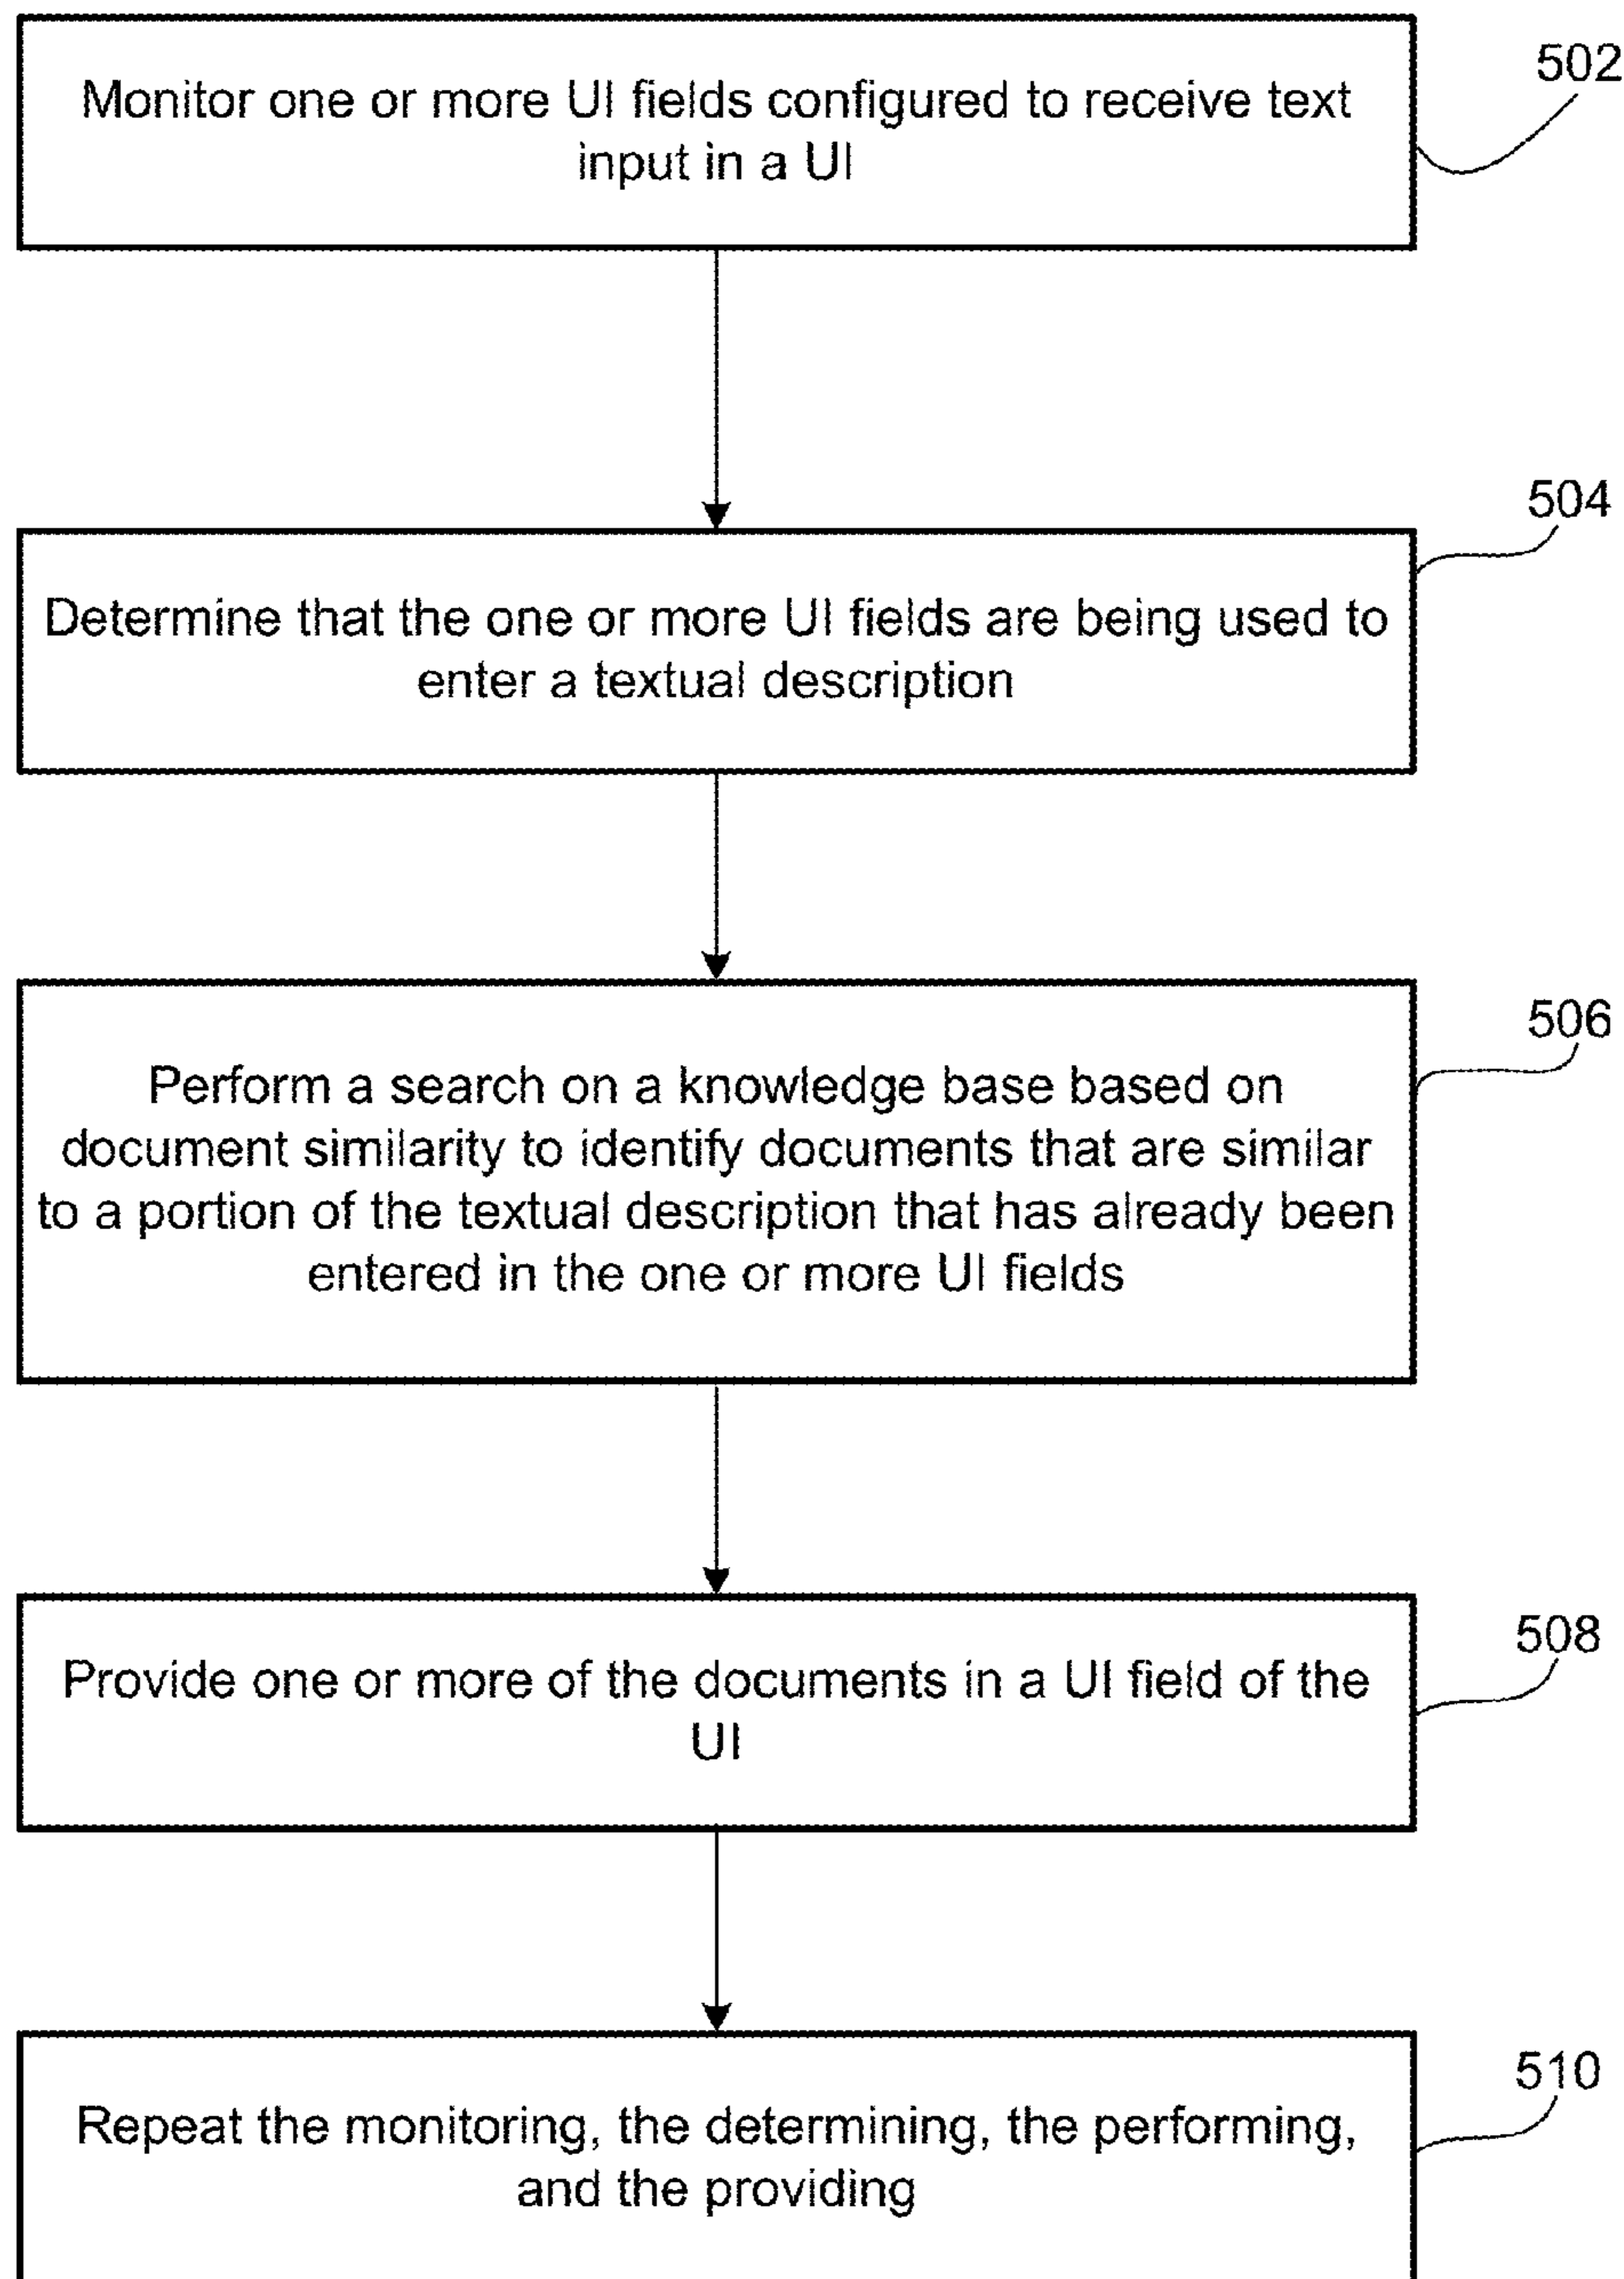 Monitor one or more UI fields configured to receive text
input in a UI
502
Determine that the one or more UI fields are being used to
enter a textual description
504
Perform a search on a knowledge base based on
document similarity to identify documents that are similar
to a portion of the textual description that has already been
entered in the one or more UI fields
506
Provide one or more of the documents in a UI field of the
UI
508
Repeat the monitoring, the determining, the performing,
and the providing
510